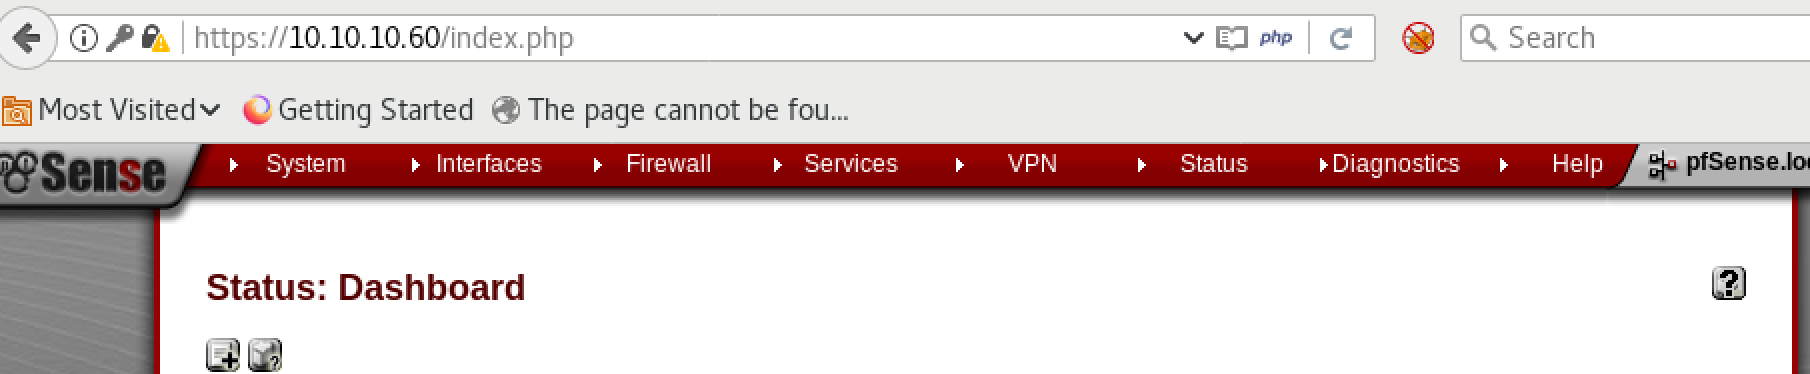 https://10.10.10.60/index.php php Search
Most Visited Getting Started The page cannot be fou...
Sense System Interfaces Firewall Services VPN Status Diagnostics Help pfSense.lo
Status: Dashboard